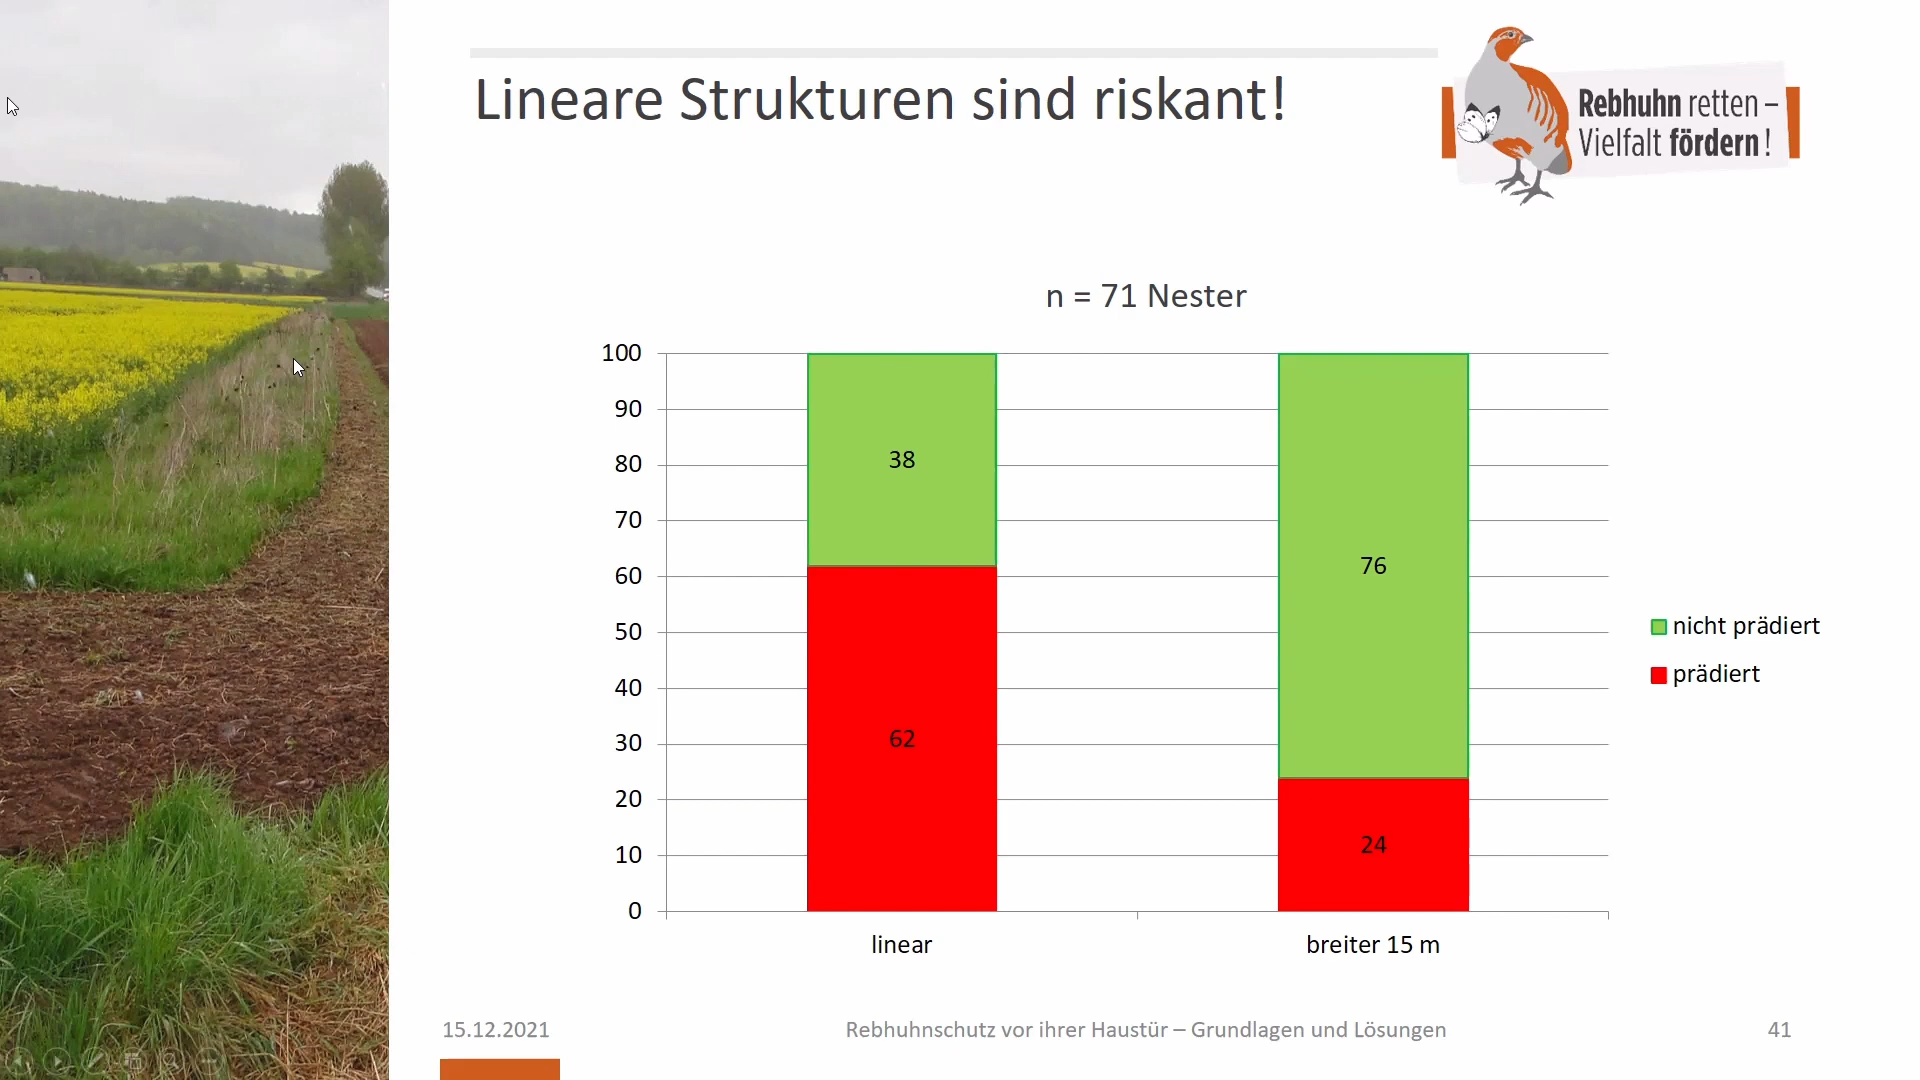 Lineare Strukturen sind riskant!
Rebhuhn retten –
Vielfalt fördern!
n = 71 Nester
100
90
80
70
60
50
40
30
20
10
0
38
62
76
24
linear
breiter 15 m
nicht prädiert
prädiert
15.12.2021
Rebhuhnschutz vor ihrer Haustür – Grundlagen und Lösungen
41